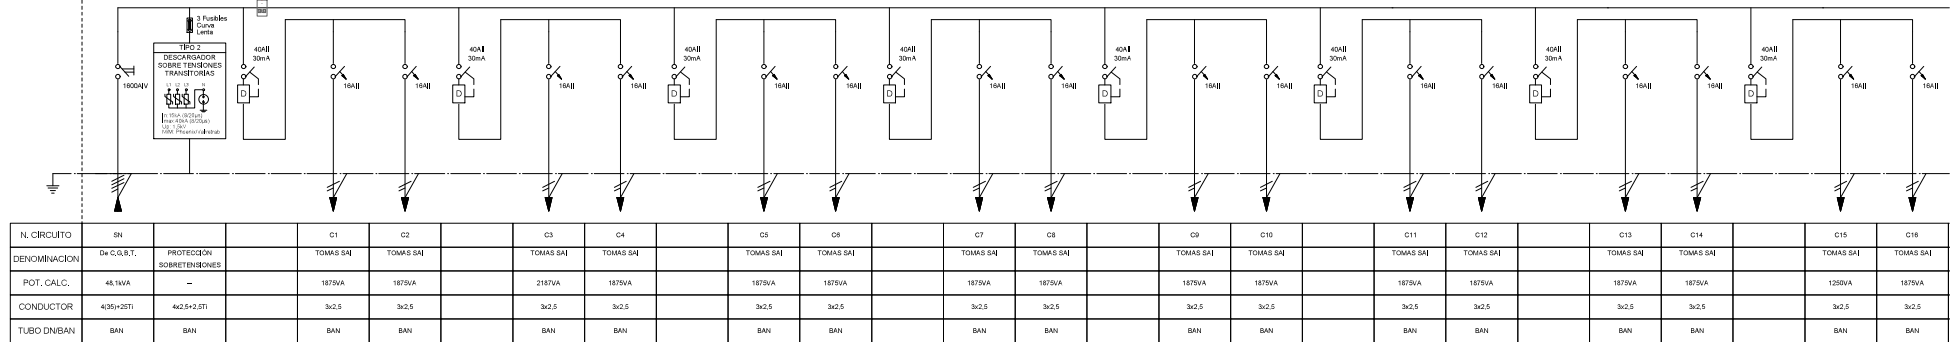 3 Fusibles
Curva
Lenta
TIPO 2
DESCARGADOR
SOBRE TENSIONES
TRANSITORIAS
L1 L2 L3 N
1600A|V
40A|| 30mA D 16A|| 16A||
40A|| 30mA D 16A|| 16A||
40A|| 30mA D 16A|| 16A||
40A|| 30mA D 16A|| 16A||
40A|| 30mA D 16A|| 16A||
40A|| 30mA D 16A|| 16A||
40A|| 30mA D 16A|| 16A||
40A|| 30mA D 16A|| 16A||
N. CIRCUITO SN C1 C2 C3 C4 C5 C6 C7 C8 C9 C10 C11 C12 C13 C14 C15 C16
DENOMINACION De C.G.B.T. PROTECCIÓN SOBRETENSIONES TOMAS SAI TOMAS SAI TOMAS SAI TOMAS SAI TOMAS SAI TOMAS SAI TOMAS SAI TOMAS SAI TOMAS SAI TOMAS SAI TOMAS SAI TOMAS SAI TOMAS SAI TOMAS SAI TOMAS SAI TOMAS SAI
POT. CALC. 48,1kVA – 1875VA 1875VA 2187VA 1875VA 1875VA 1875VA 1875VA 1875VA 1875VA 1875VA 1875VA 1875VA 1875VA 1875VA 1250VA 1875VA
CONDUCTOR 4(35)+25Ti 4x2,5+2,5Ti 3x2,5 3x2,5 3x2,5 3x2,5 3x2,5 3x2,5 3x2,5 3x2,5 3x2,5 3x2,5 3x2,5 3x2,5 3x2,5 3x2,5 3x2,5 3x2,5
TUBO DN/BAN BAN BAN BAN BAN BAN BAN BAN BAN BAN BAN BAN BAN BAN BAN BAN BAN BAN BAN